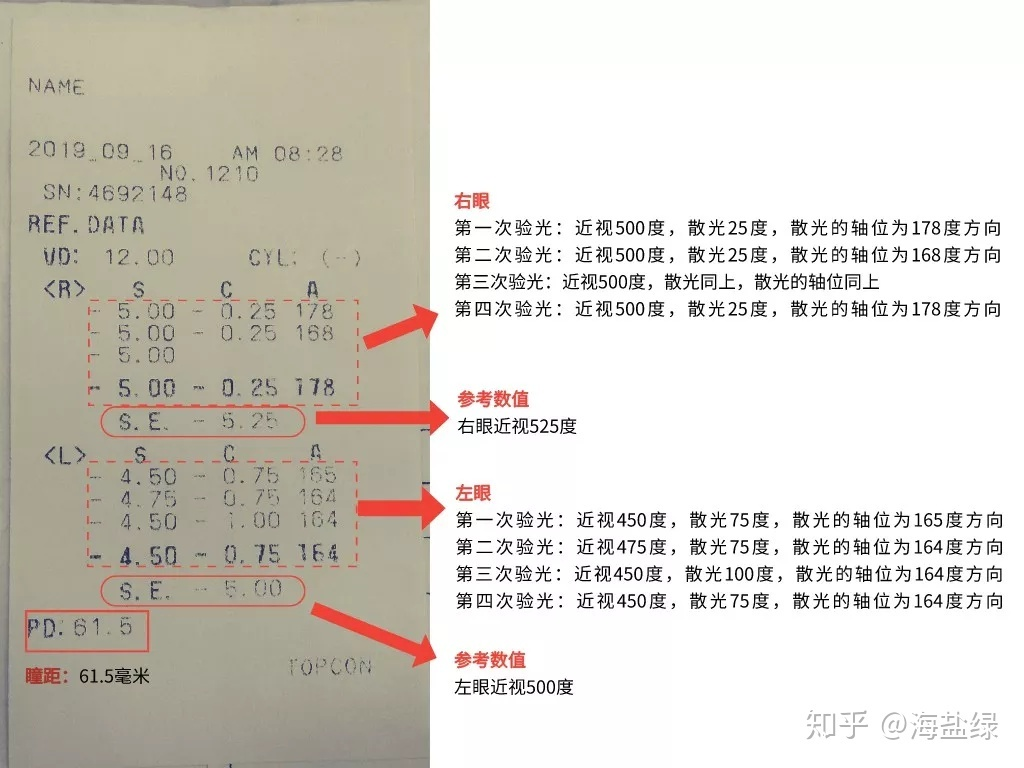 NAME
2019_09_16 AM 08:28
NO.1210
SN:4692148
REF.DATA
VD: 12.00 CYL: (-)
<R> S C A
- 5.00 - 0.25 178
- 5.00 - 0.25 168
- 5.00
- 5.00 - 0.25 178
S.E. - 5.25
<L> S C A
- 4.50 - 0.75 165
- 4.75 - 0.75 164
- 4.50 - 1.00 164
- 4.50 - 0.75 164
S.E. - 5.00
PD: 61.5
瞳距：61.5毫米
TOPCON
右眼
第一次验光：近视500度，散光25度，散光的轴位为178度方向
第二次验光：近视500度，散光25度，散光的轴位为168度方向
第三次验光：近视500度，散光同上，散光的轴位同上
第四次验光：近视500度，散光25度，散光的轴位为178度方向
参考数值
右眼近视525度
左眼
第一次验光：近视450度，散光75度，散光的轴位为165度方向
第二次验光：近视475度，散光75度，散光的轴位为164度方向
第三次验光：近视450度，散光100度，散光的轴位为164度方向
第四次验光：近视450度，散光75度，散光的轴位为164度方向
参考数值
左眼近视500度
知乎 @海盐绿